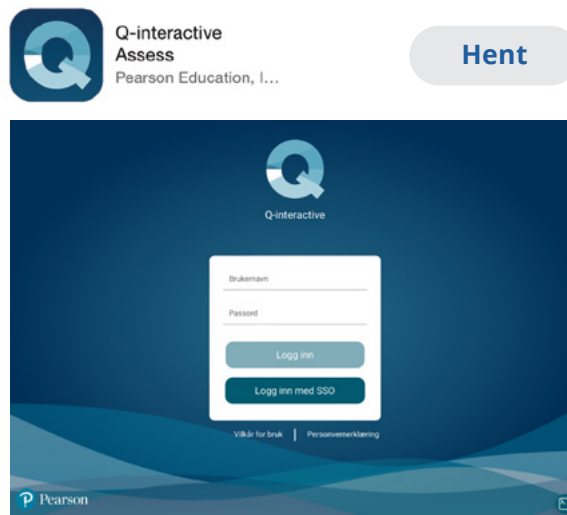 Q-interactive
Assess
Pearson Education, I...
Hent
Q-interactive
Brukernavn
Passord
Logg inn
Logg inn med SSO
Vilkår for bruk | Personvernerklæring
Pearson